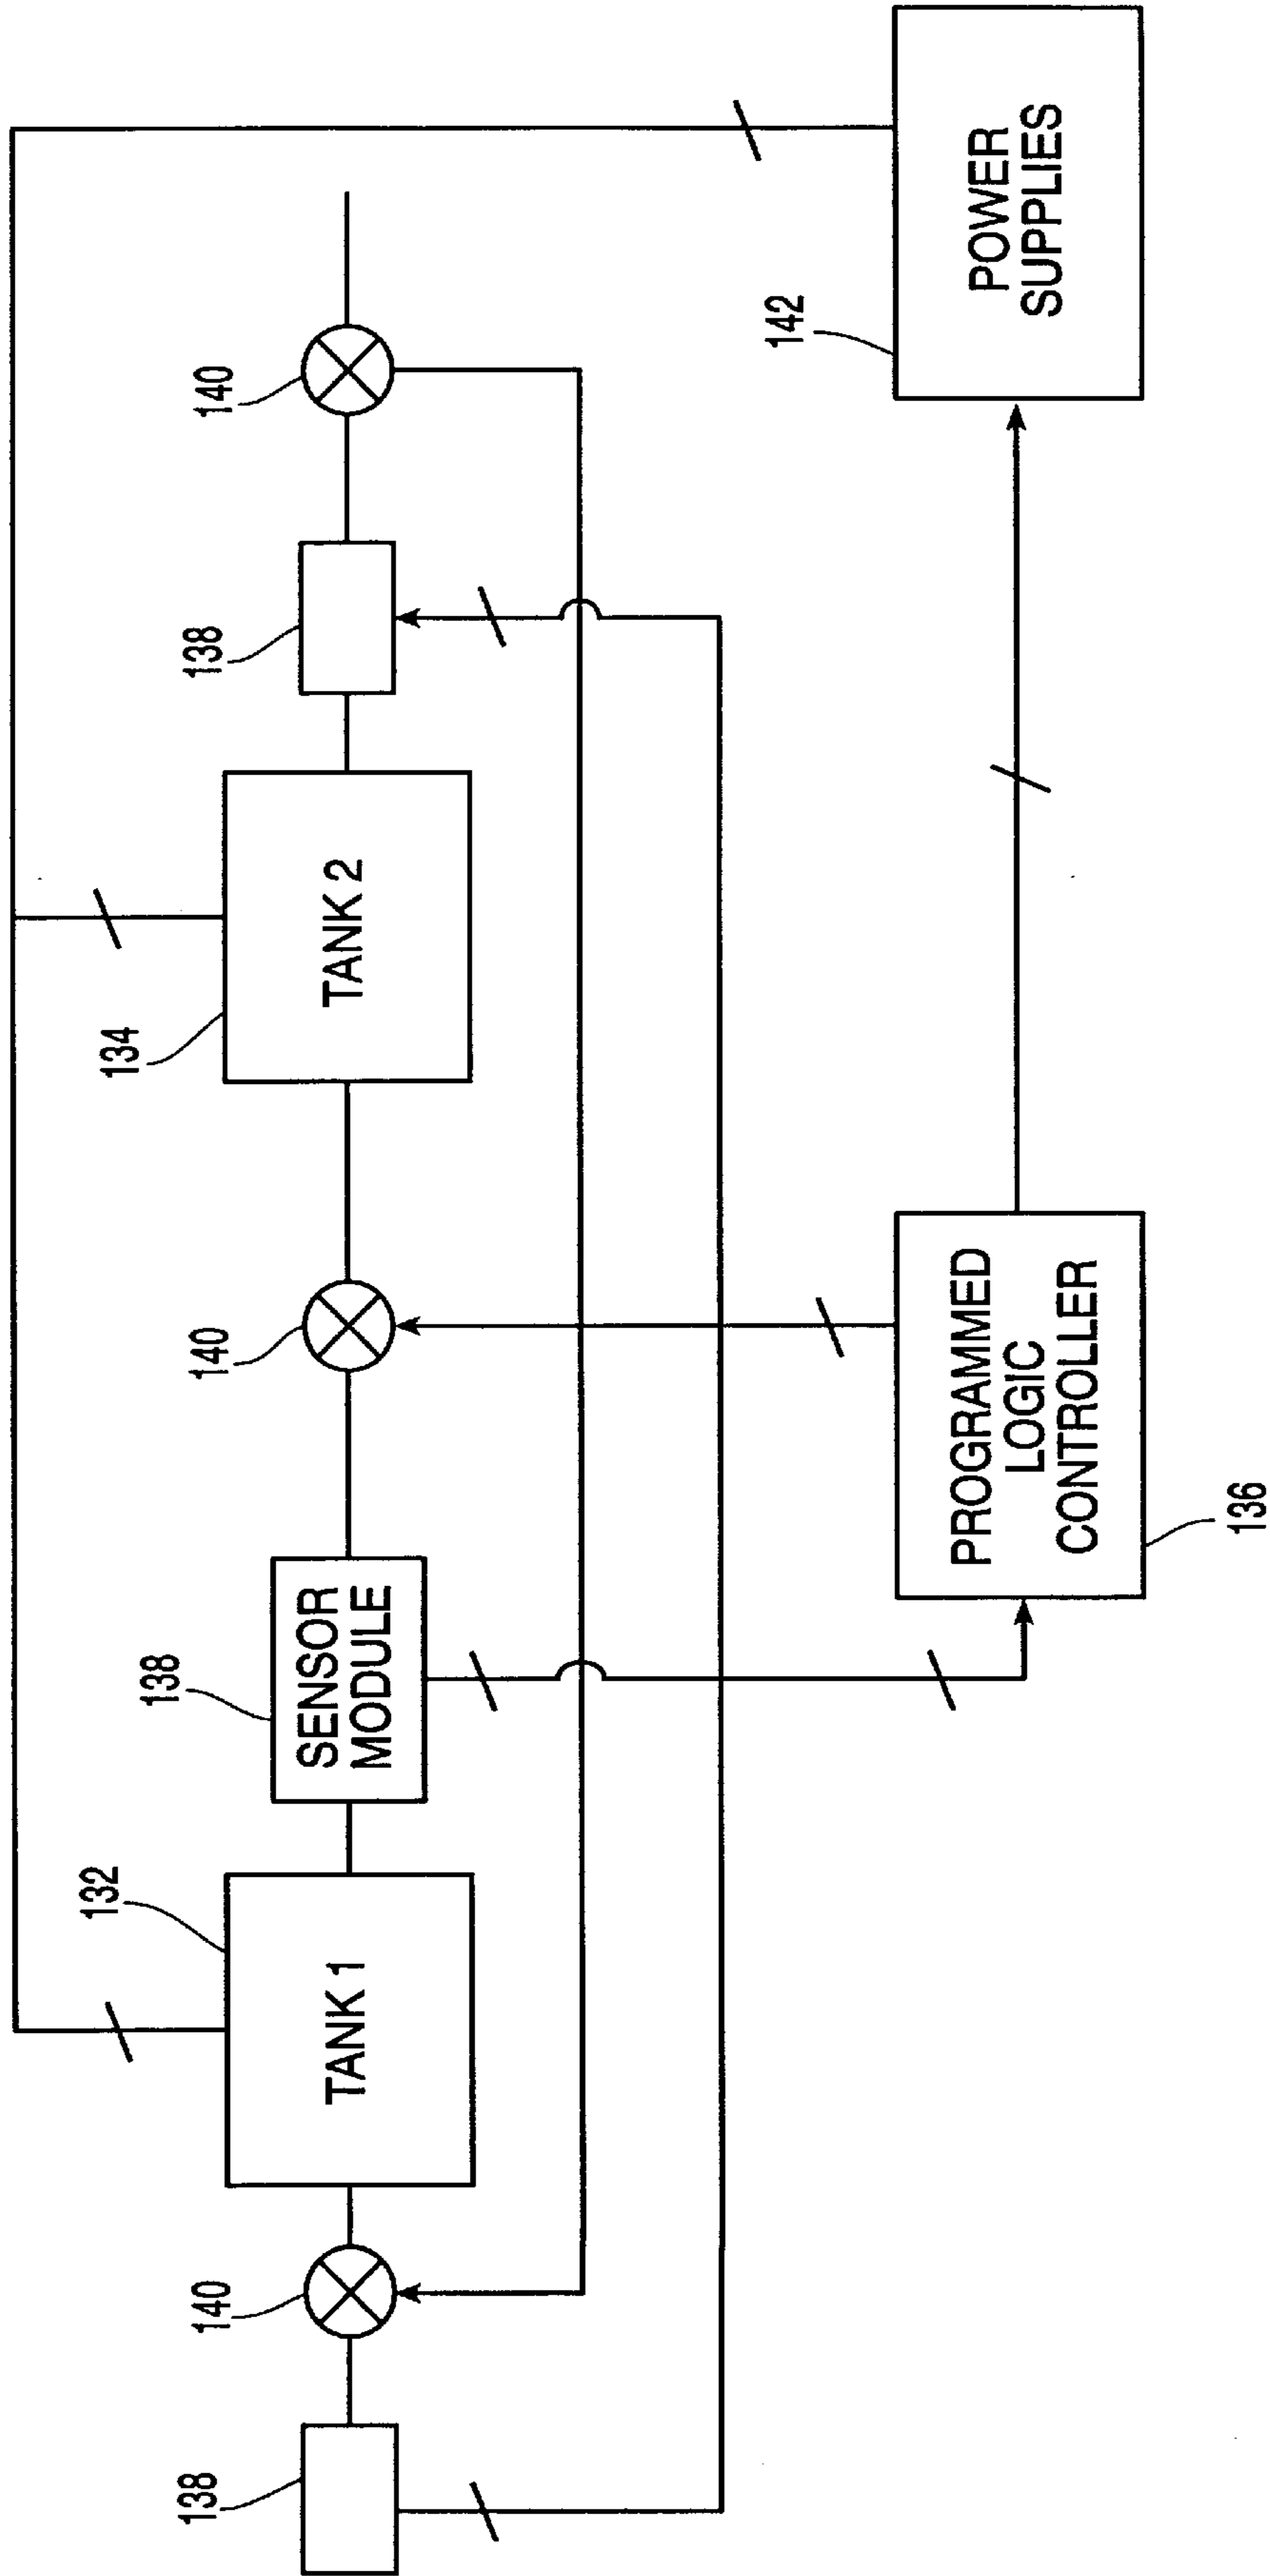 138
140
132
TANK 1
138
SENSOR
MODULE
140
134
TANK 2
138
140
136
PROGRAMMED
LOGIC
CONTROLLER
142
POWER
SUPPLIES